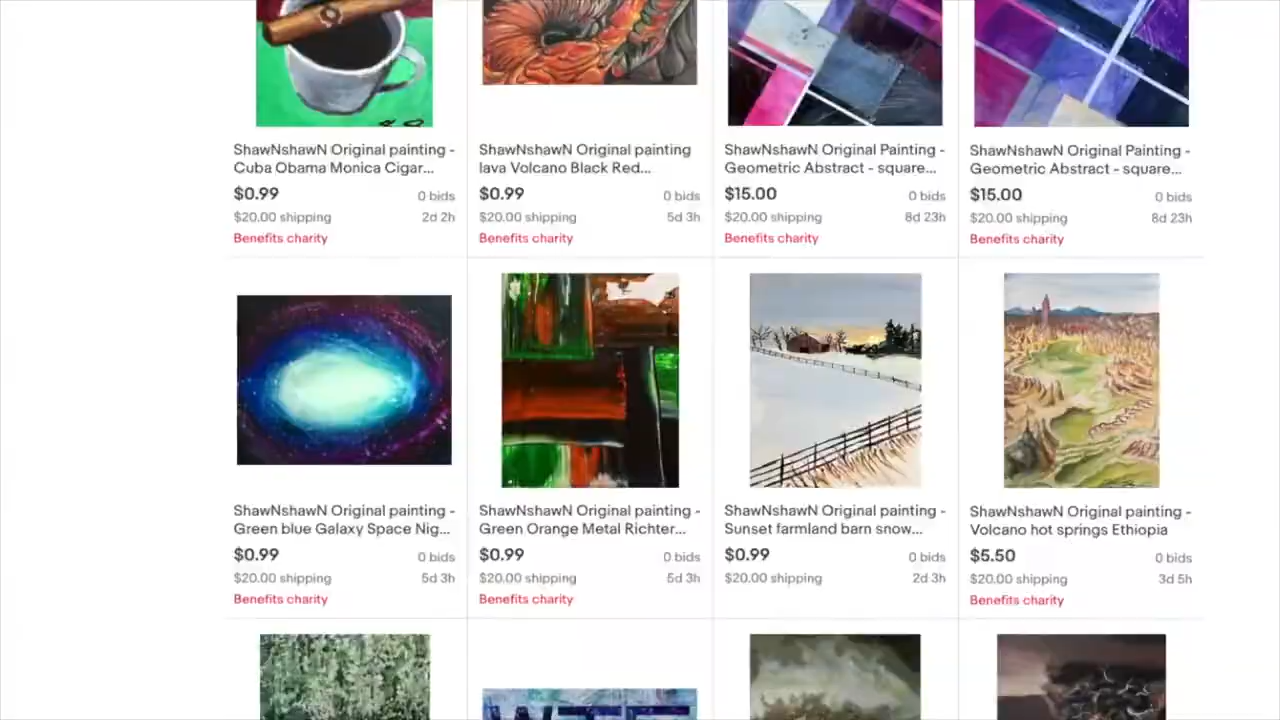 ShawNshawN Original painting -
Cuba Obama Monica Cigar...
$0.99
0 bids
$20.00 shipping
2d 2h
Benefits charity
ShawNshawN Original painting
lava Volcano Black Red...
$0.99
0 bids
$20.00 shipping
5d 3h
Benefits charity
ShawNshawN Original Painting -
Geometric Abstract - square...
$15.00
0 bids
$20.00 shipping
8d 23h
Benefits charity
ShawNshawN Original Painting -
Geometric Abstract - square...
$15.00
0 bids
$20.00 shipping
8d 23h
Benefits charity
ShawNshawN Original painting -
Green blue Galaxy Space Nig...
$0.99
0 bids
$20.00 shipping
5d 3h
Benefits charity
ShawNshawN Original painting -
Green Orange Metal Richter...
$0.99
0 bids
$20.00 shipping
5d 3h
Benefits charity
ShawNshawN Original painting -
Sunset farmland barn snow...
$0.99
0 bids
$20.00 shipping
2d 3h
ShawNshawN Original painting -
Volcano hot springs Ethiopia
$5.50
0 bids
$20.00 shipping
3d 5h
Benefits charity